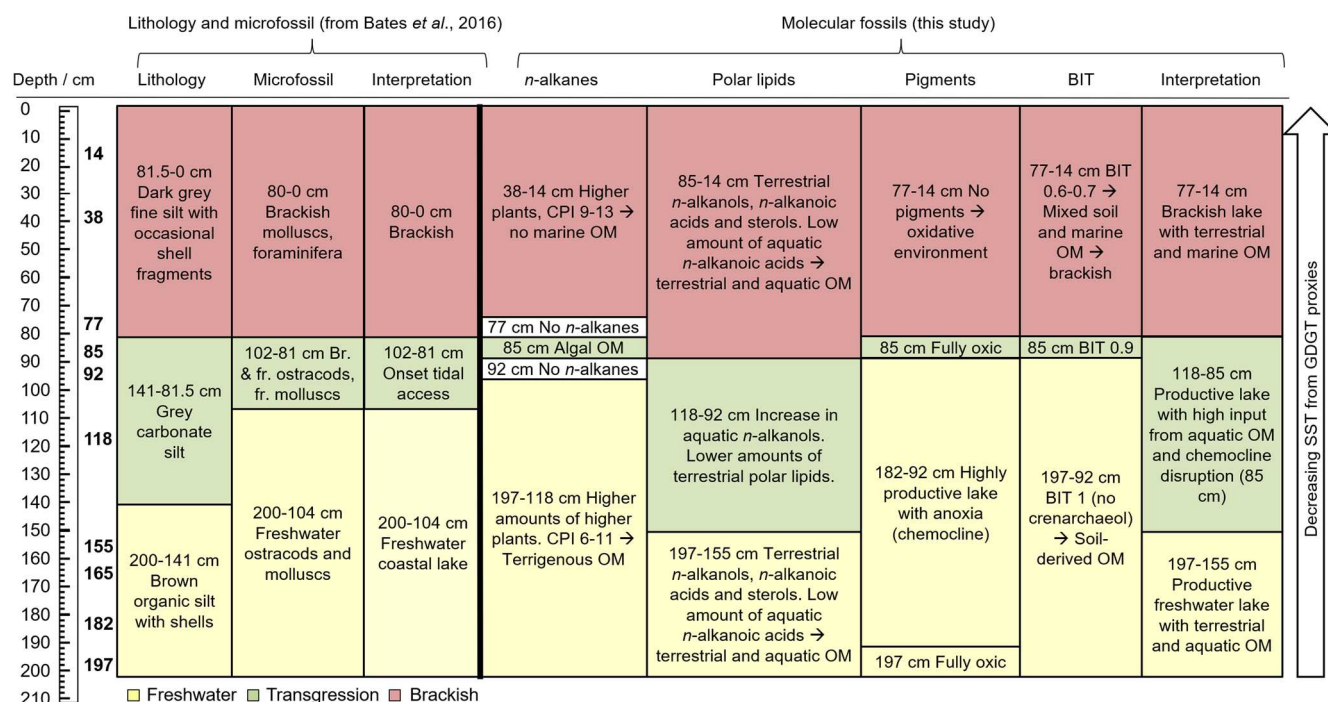 Lithology and microfossil (from Bates et al., 2016)
Molecular fossils (this study)
Depth / cm
Lithology
Microfossil
Interpretation
n-alkanes
Polar lipids
Pigments
BIT
Interpretation
0
10
20
30
40
50
60
70
80
90
100
110
120
130
140
150
160
170
180
190
200
210
14
38
77
85
92
118
155
165
182
197
81.5-0 cm
Dark grey
fine silt with
occasional
shell
fragments
141-81.5 cm
Grey
carbonate
silt
200-141 cm
Brown
organic silt
with shells
80-0 cm
Brackish
molluscs,
foraminifera
102-81 cm Br.
& fr. ostracods,
fr. molluscs
200-104 cm
Freshwater
ostracods and
molluscs
80-0 cm
Brackish
102-81 cm
Onset tidal
access
200-104 cm
Freshwater
coastal lake
38-14 cm Higher
plants, CPI 9-13 →
no marine OM
77 cm No n-alkanes
85 cm Algal OM
92 cm No n-alkanes
197-118 cm Higher
amounts of higher
plants. CPI 6-11 →
Terrigenous OM
85-14 cm Terrestrial
n-alkanols, n-alkanoic
acids and sterols. Low
amount of aquatic
n-alkanoic acids →
terrestrial and aquatic OM
118-92 cm Increase in
aquatic n-alkanols.
Lower amounts of
terrestrial polar lipids.
197-155 cm Terrestrial
n-alkanols, n-alkanoic
acids and sterols. Low
amount of aquatic
n-alkanoic acids →
terrestrial and aquatic OM
77-14 cm No
pigments →
oxidative
environment
85 cm Fully oxic
182-92 cm Highly
productive lake
with anoxia
(chemocline)
197 cm Fully oxic
77-14 cm BIT
0.6-0.7 →
Mixed soil
and marine
OM →
brackish
85 cm BIT 0.9
197-92 cm
BIT 1 (no
crenarchaeol)
→ Soil-
derived OM
77-14 cm
Brackish lake
with terrestrial
and marine OM
118-85 cm
Productive lake
with high input
from aquatic OM
and chemocline
disruption (85
cm)
197-155 cm
Productive
freshwater lake
with terrestrial
and aquatic OM
Decreasing SST from GDGT proxies
Freshwater
Transgression
Brackish